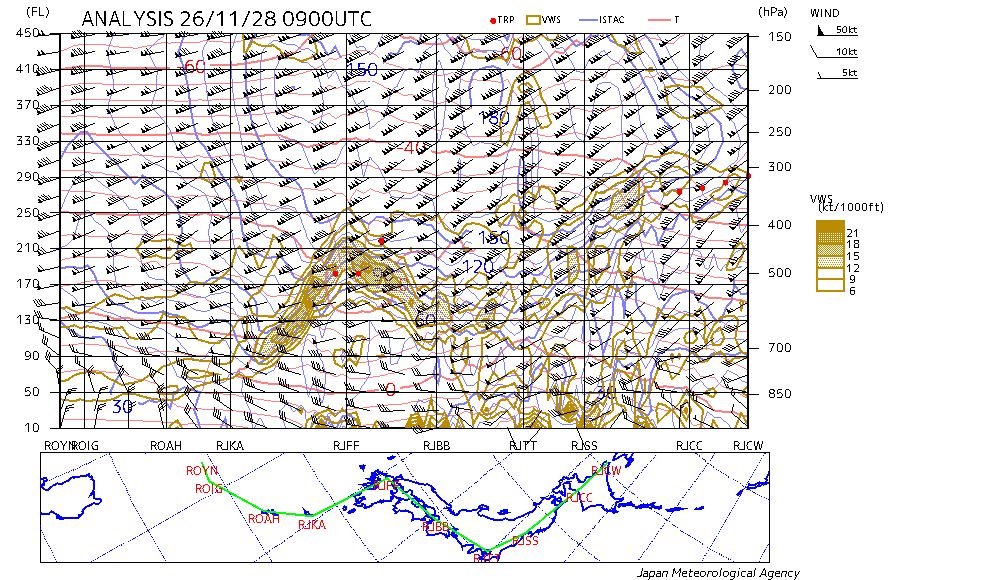 (FL) ANALYSIS 26/11/28 0900UTC TRP VWS ISTAC T (hPa) WIND
450 150 50kt
-60 150 -60
410 10kt
5kt
370 200
180
330 250
-40
290 300
VWS
(kt/1000ft)
250 400
150
210 21
18
120
170 500 15
12
9
6
130
60
90 700
0
50 850
30 30
10
ROYN ROIG ROAH RJKA RJFF RJBB RJTT RJSS RJCC RJCW
ROYN RJCW
ROIG RJFF
RJCC
ROAH RJKA RJBB
RJSS
RJTT
Japan Meteorological Agency